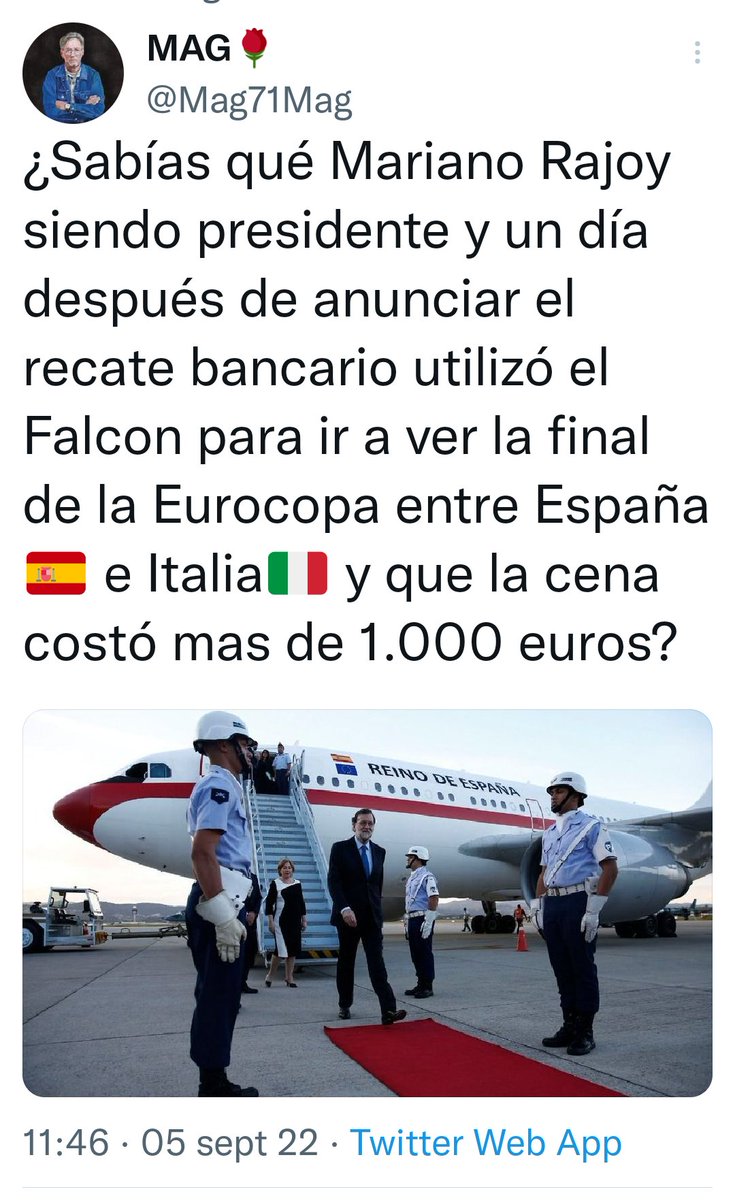 MAG🌹
@Mag71Mag
¿Sabías qué Mariano Rajoy
siendo presidente y un día
después de anunciar el
recate bancario utilizó el
Falcon para ir a ver la final
de la Eurocopa entre España
🇪🇸 e Italia🇮🇹 y que la cena
costó mas de 1.000 euros?
REINO DE ESPAÑA
11:46 · 05 sept 22 · Twitter Web App